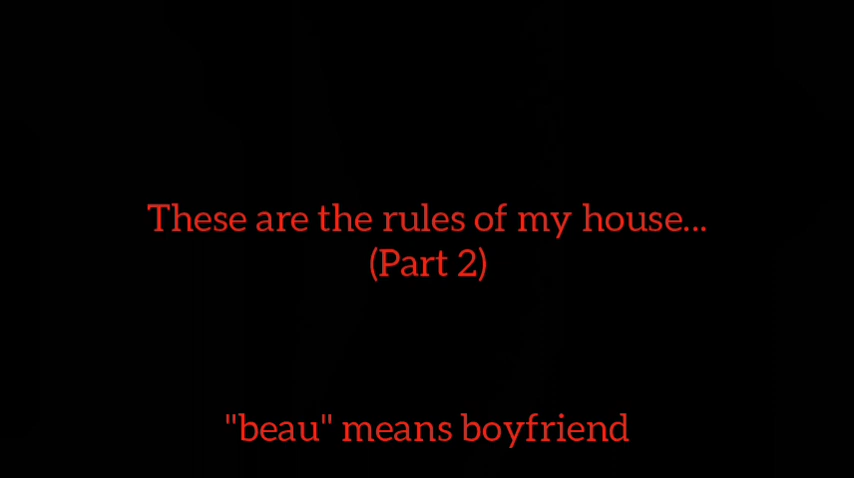 These are the rules of my house...
(Part 2)
"beau" means boyfriend